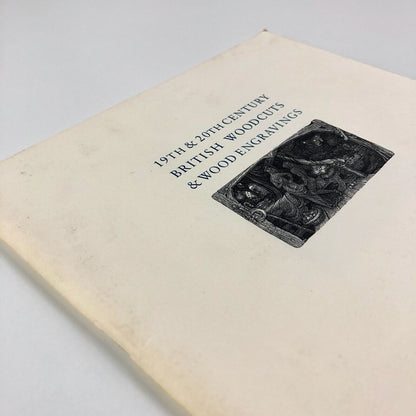 19TH & 20TH CENTURY
BRITISH WOODCUTS
& WOOD ENGRAVINGS